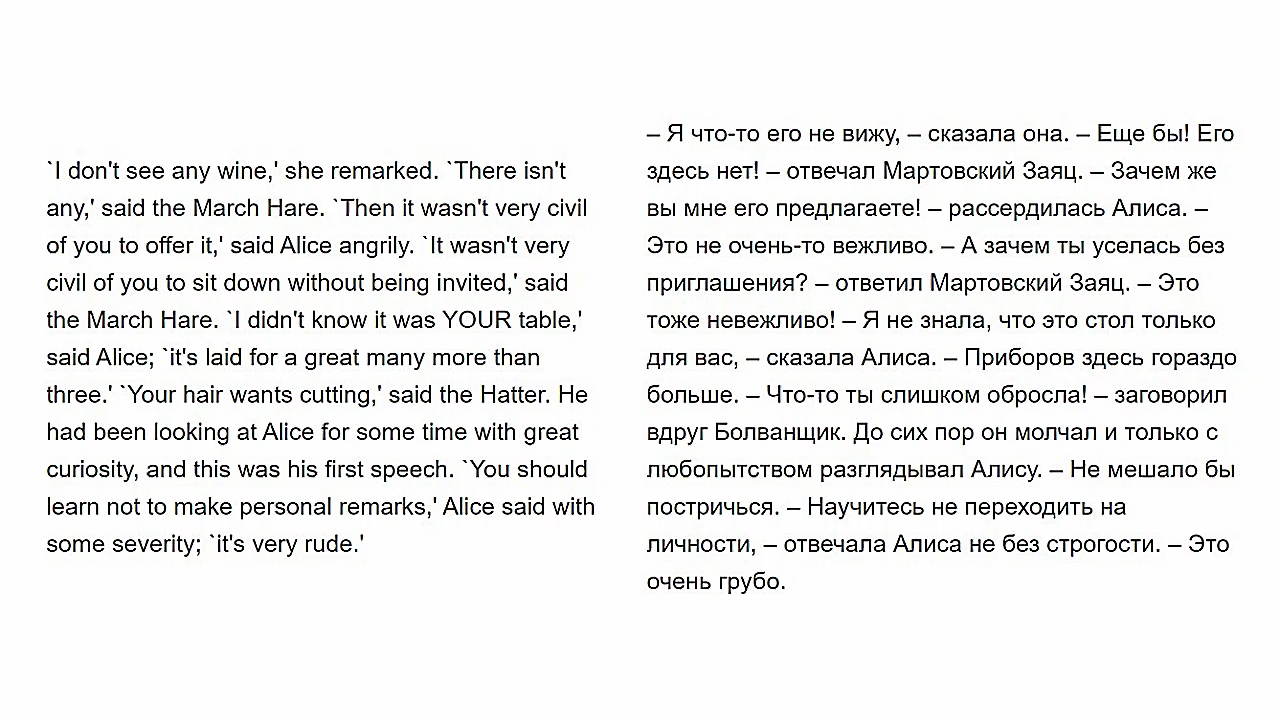 `I don't see any wine,' she remarked. `There isn't
any,' said the March Hare. `Then it wasn't very civil
of you to offer it,' said Alice angrily. `It wasn't very
civil of you to sit down without being invited,' said
the March Hare. `I didn't know it was YOUR table,'
said Alice; `it's laid for a great many more than
three.' `Your hair wants cutting,' said the Hatter. He
had been looking at Alice for some time with great
curiosity, and this was his first speech. `You should
learn not to make personal remarks,' Alice said with
some severity; `it's very rude.'
– Я что-то его не вижу, – сказала она. – Еще бы! Его
здесь нет! – отвечал Мартовский Заяц. – Зачем же
вы мне его предлагаете! – рассердилась Алиса. –
Это не очень-то вежливо. – А зачем ты уселась без
приглашения? – ответил Мартовский Заяц. – Это
тоже невежливо! – Я не знала, что это стол только
для вас, – сказала Алиса. – Приборов здесь гораздо
больше. – Что-то ты слишком обросла! – заговорил
вдруг Болванщик. До сих пор он молчал и только с
любопытством разглядывал Алису. – Не мешало бы
постричься. – Научитесь не переходить на
личности, – отвечала Алиса не без строгости. – Это
очень грубо.